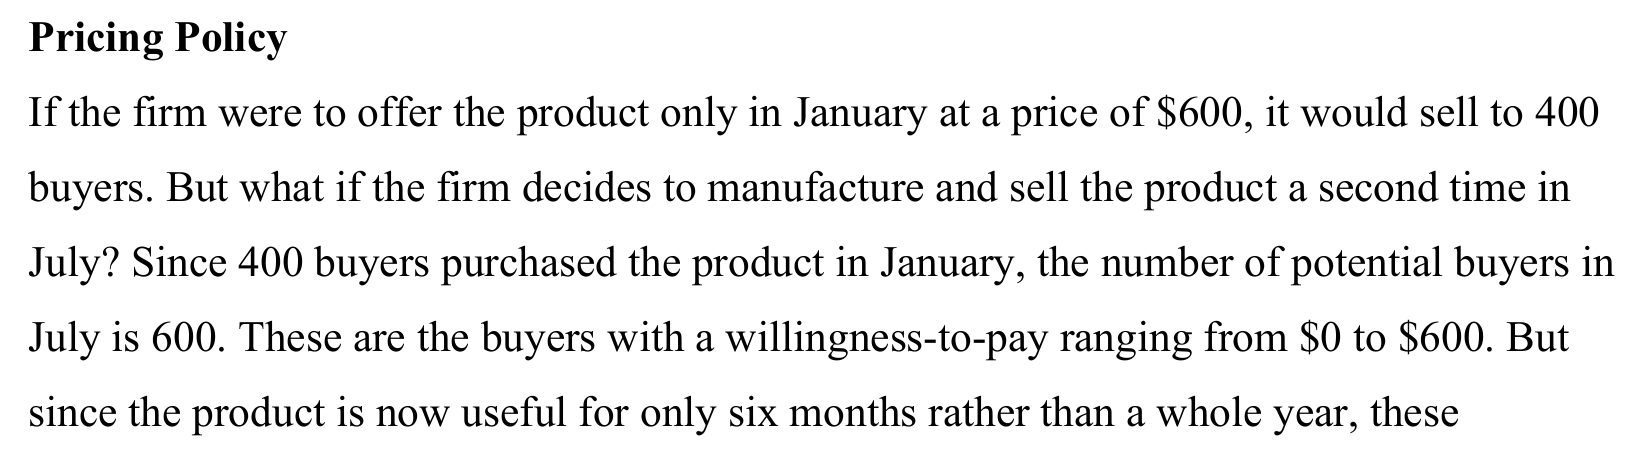 Pricing Policy
If the firm were to offer the product only in January at a price of $600, it would sell to 400
buyers. But what if the firm decides to manufacture and sell the product a second time in
July? Since 400 buyers purchased the product in January, the number of potential buyers in
July is 600. These are the buyers with a willingness-to-pay ranging from $0 to $600. But
since the product is now useful for only six months rather than a whole year, these